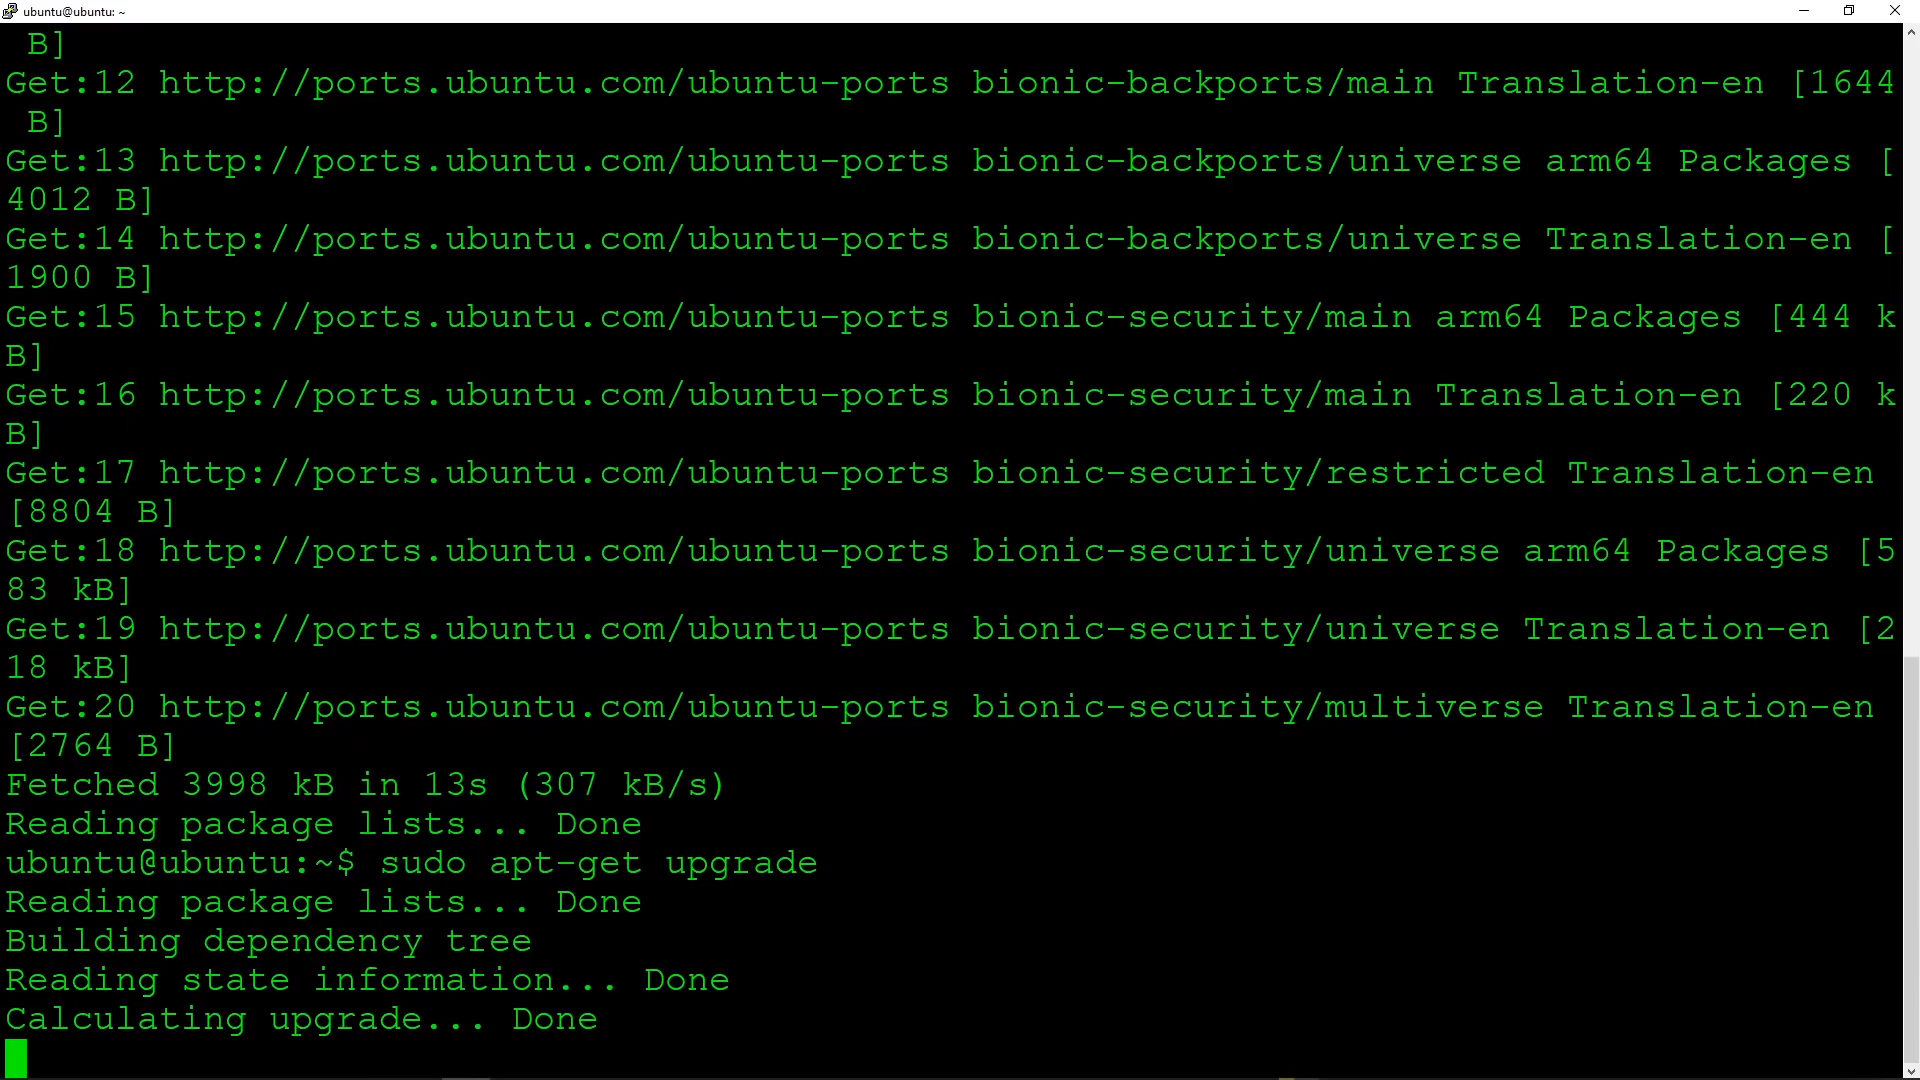 ubuntu@ubuntu: ~
B]
Get:12 http://ports.ubuntu.com/ubuntu-ports bionic-backports/main Translation-en [1644
B]
Get:13 http://ports.ubuntu.com/ubuntu-ports bionic-backports/universe arm64 Packages [
4012 B]
Get:14 http://ports.ubuntu.com/ubuntu-ports bionic-backports/universe Translation-en [
1900 B]
Get:15 http://ports.ubuntu.com/ubuntu-ports bionic-security/main arm64 Packages [444 k
B]
Get:16 http://ports.ubuntu.com/ubuntu-ports bionic-security/main Translation-en [220 k
B]
Get:17 http://ports.ubuntu.com/ubuntu-ports bionic-security/restricted Translation-en
[8804 B]
Get:18 http://ports.ubuntu.com/ubuntu-ports bionic-security/universe arm64 Packages [5
83 kB]
Get:19 http://ports.ubuntu.com/ubuntu-ports bionic-security/universe Translation-en [2
18 kB]
Get:20 http://ports.ubuntu.com/ubuntu-ports bionic-security/multiverse Translation-en
[2764 B]
Fetched 3998 kB in 13s (307 kB/s)
Reading package lists... Done
ubuntu@ubuntu:~$ sudo apt-get upgrade
Reading package lists... Done
Building dependency tree
Reading state information... Done
Calculating upgrade... Done